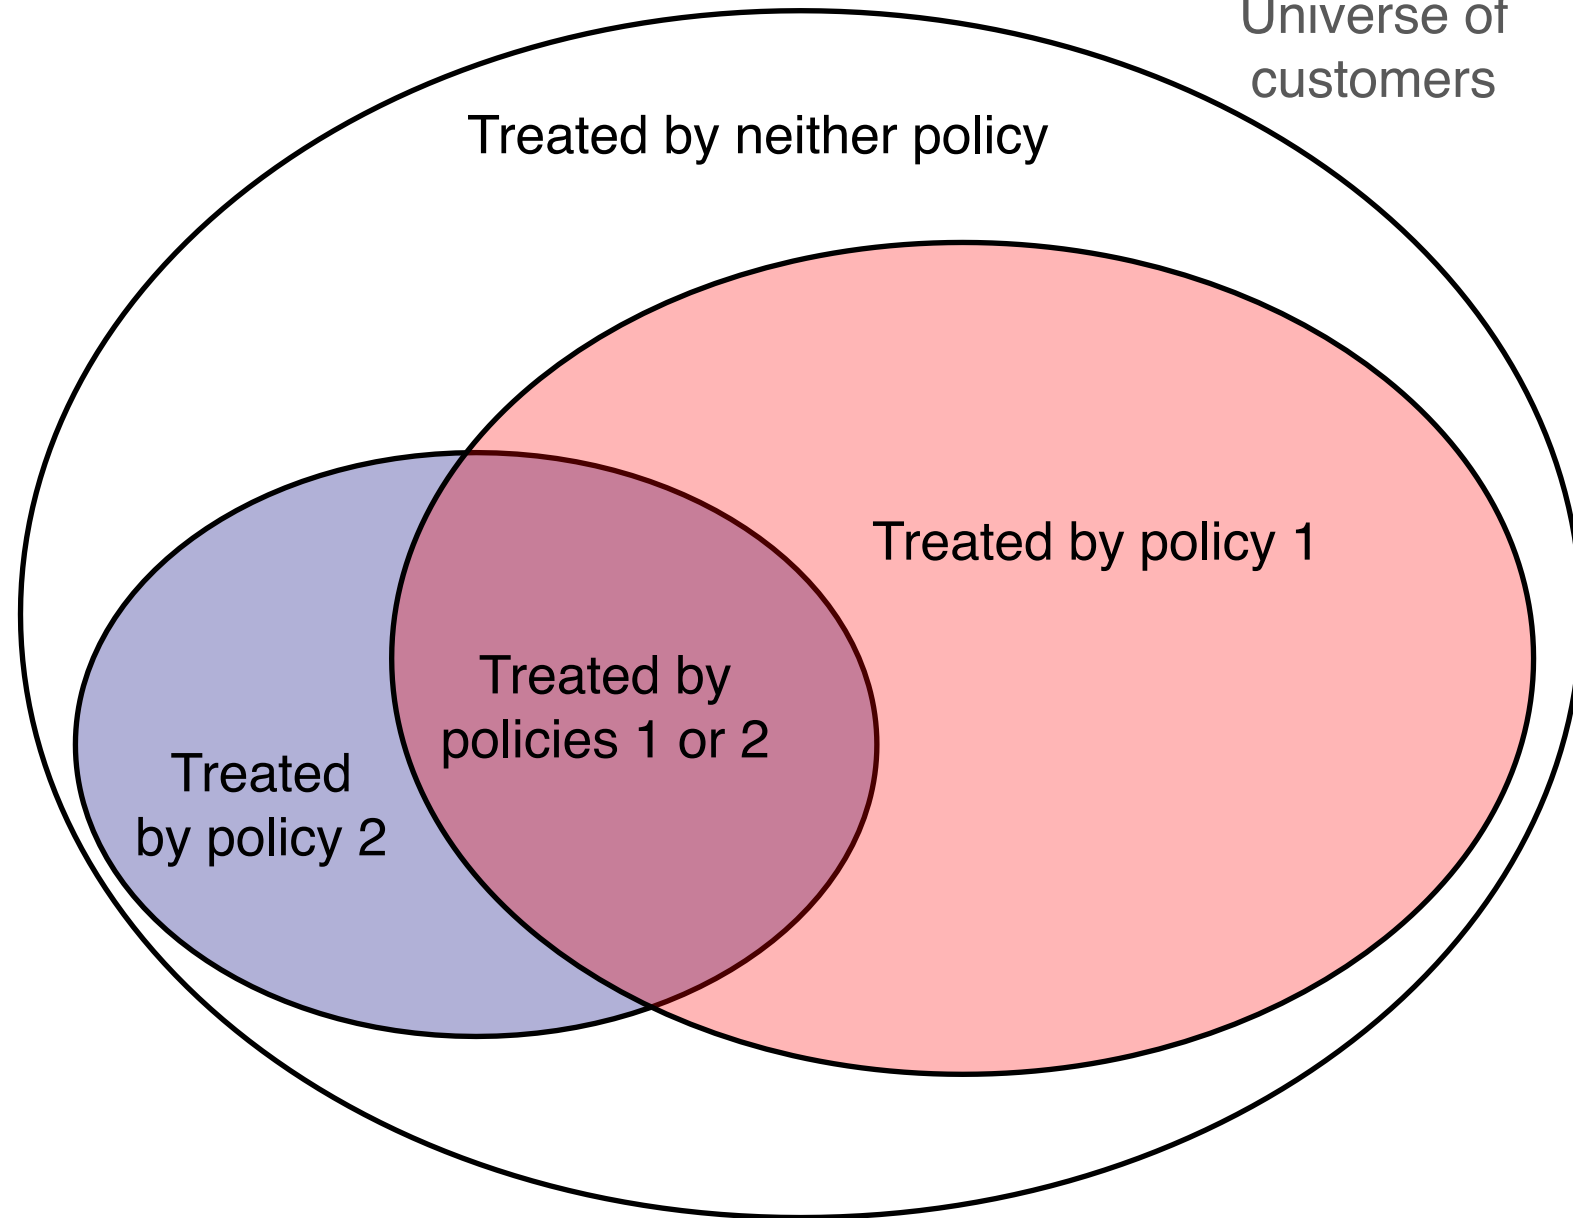 Universe of
customers
Treated by neither policy
Treated by policy 1
Treated by
policies 1 or 2
Treated
by policy 2